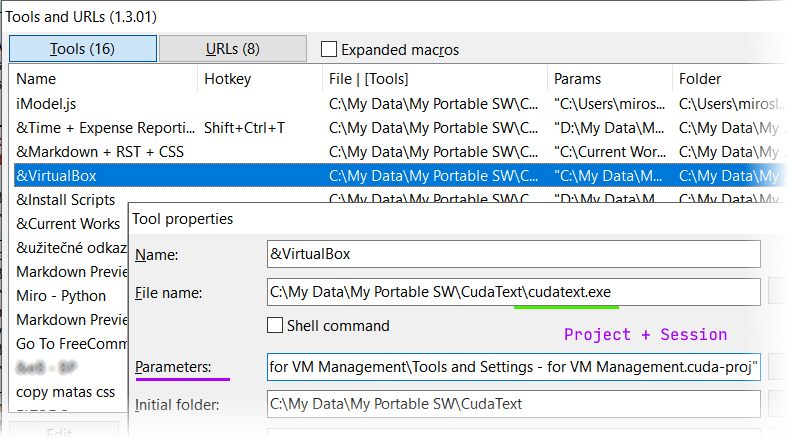 Tools and URLs (1.3.01)
Tools (16) URLs (8) Expanded macros
Name Hotkey File | [Tools] Params Folder
iModel.js C:\My Data\My Portable SW\C... "C:\Users\miros... C:\Users\mirosl...
&Time + Expense Reporti... Shift+Ctrl+T C:\My Data\My Portable SW\C... "D:\My Data\M... C:\My Data\My ...
&Markdown + RST + CSS C:\My Data\My Portable SW\C... "C:\Current Wor... C:\My Data\My
&VirtualBox C:\My Data\My Portable SW\C... "C:\My Data\M... C:\My Data\My
&Install Scripts C:\My Data\My Portable SW\C... "D:\My Data\M... C:\My Data\My
&Current Works
&užitečné odkaz
Markdown Previe
Miro - Python
Markdown Previe
Go To FreeComm
copy matas css
Edit
Tool properties
Name: &VirtualBox
File name: C:\My Data\My Portable SW\CudaText\cudatext.exe
Shell command
Project + Session
Parameters: for VM Management\Tools and Settings - for VM Management.cuda-proj"
Initial folder: C:\My Data\My Portable SW\CudaText